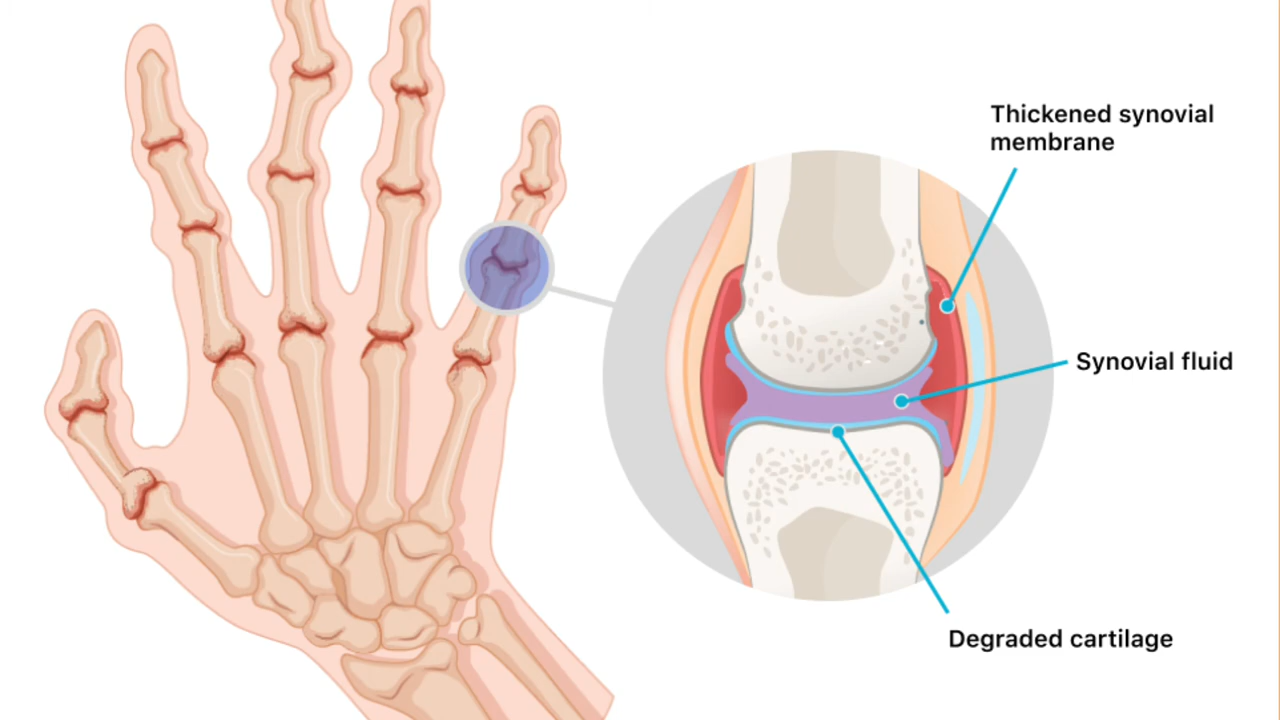 Thickened synovial
membrane
Synovial fluid
Degraded cartilage